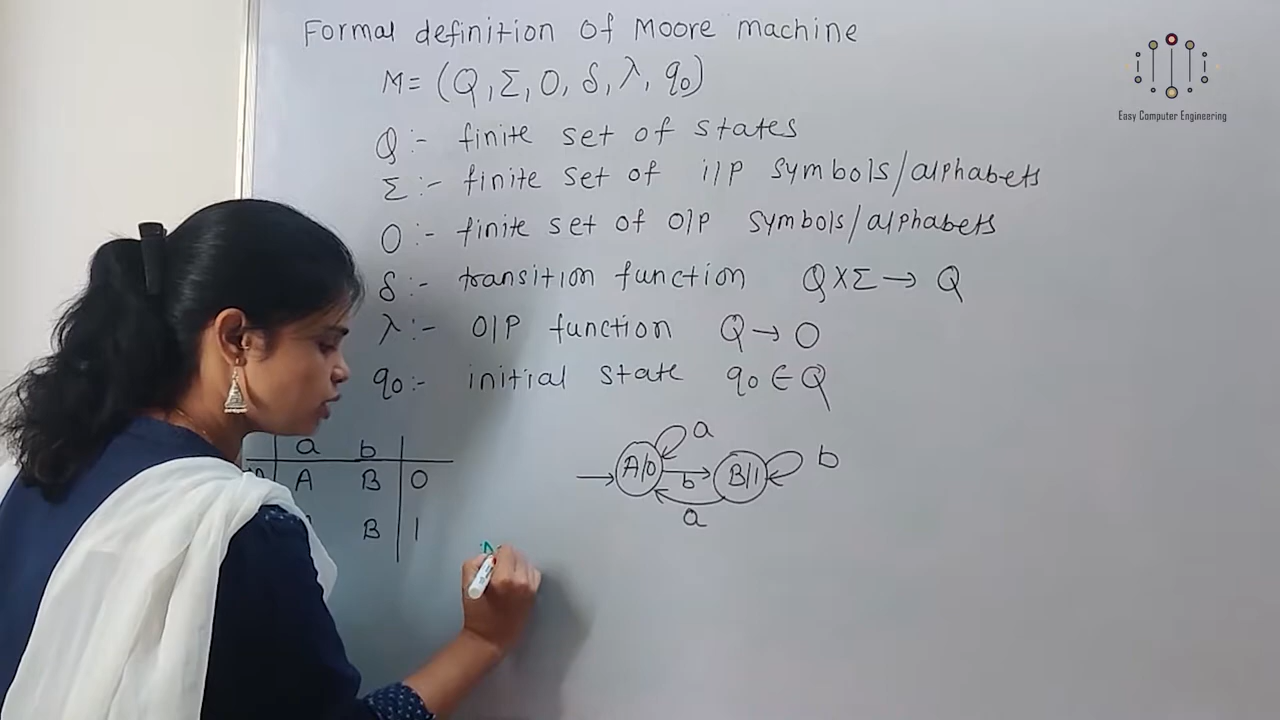 Formal definition of Moore machine
M = (Q, Σ, O, δ, λ, q0)
Q :- finite set of states
Σ :- finite set of i/p symbols/alphabets
O :- finite set of O/P symbols/alphabets
δ :- transition function Q X Σ → Q
λ :- O/P function Q → O
q0 :- initial state q0 ∈ Q
a b
A B 0
B 1
a
A/0 b B/1 b
a
Easy Computer Engineering